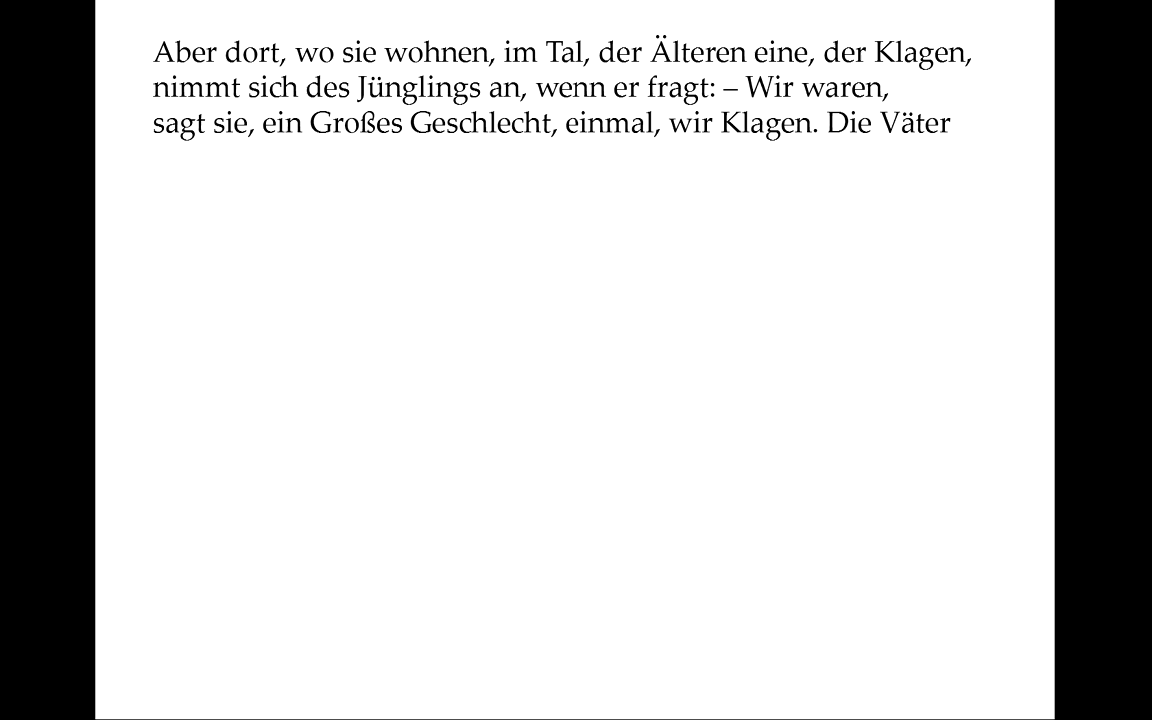 Aber dort, wo sie wohnen, im Tal, der Älteren eine, der Klagen,
nimmt sich des Jünglings an, wenn er fragt: – Wir waren,
sagt sie, ein Großes Geschlecht, einmal, wir Klagen. Die Väter